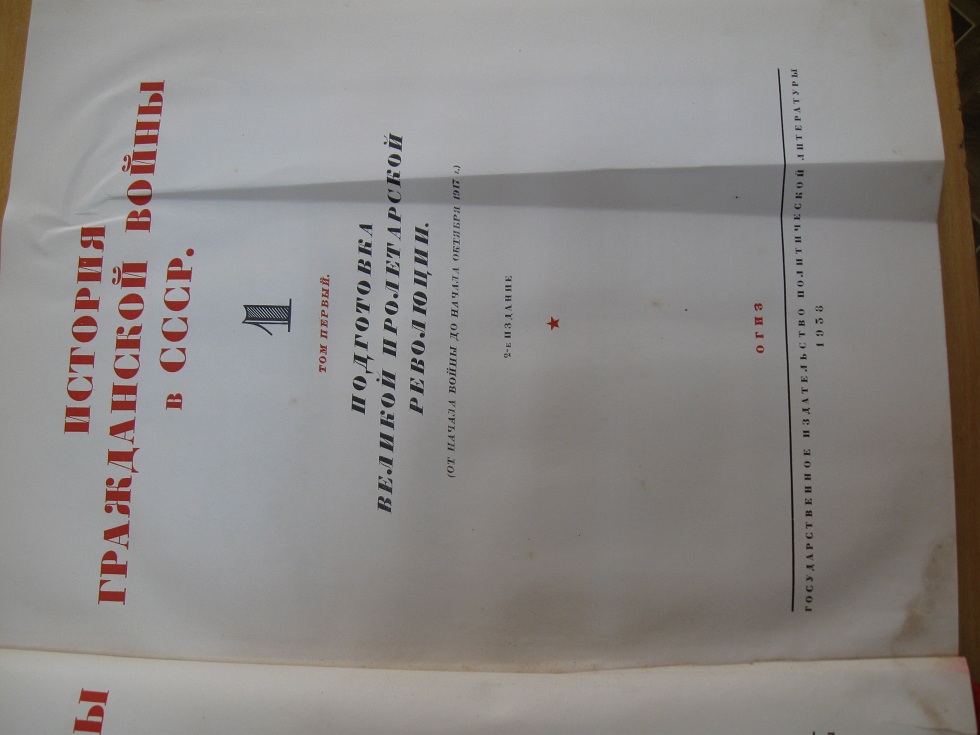 ИСТОРИЯ
ГРАЖДАНСКОЙ ВОЙНЫ
в СССР.
1
ТОМ ПЕРВЫЙ.
ПОДГОТОВКА
ВЕЛИКОЙ ПРОЛЕТАРСКОЙ
РЕВОЛЮЦИИ.
(ОТ НАЧАЛА ВОЙНЫ ДО НАЧАЛА ОКТЯБРЯ 1917 г.)
2-е ИЗДАНИЕ
ОГИЗ
ГОСУДАРСТВЕННОЕ ИЗДАТЕЛЬСТВО ПОЛИТИЧЕСКОЙ ЛИТЕРАТУРЫ
1938